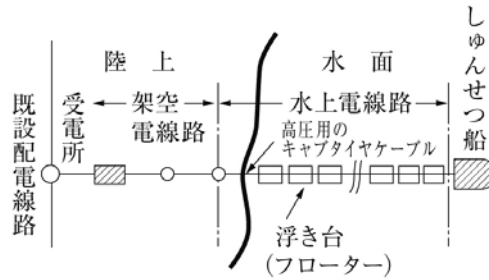 既設配電線路
受電所
陸上
架空
電線路
水面
水上電線路
高圧用の
キャブタイヤケーブル
浮き台
(フローター)
しゅんせつ船